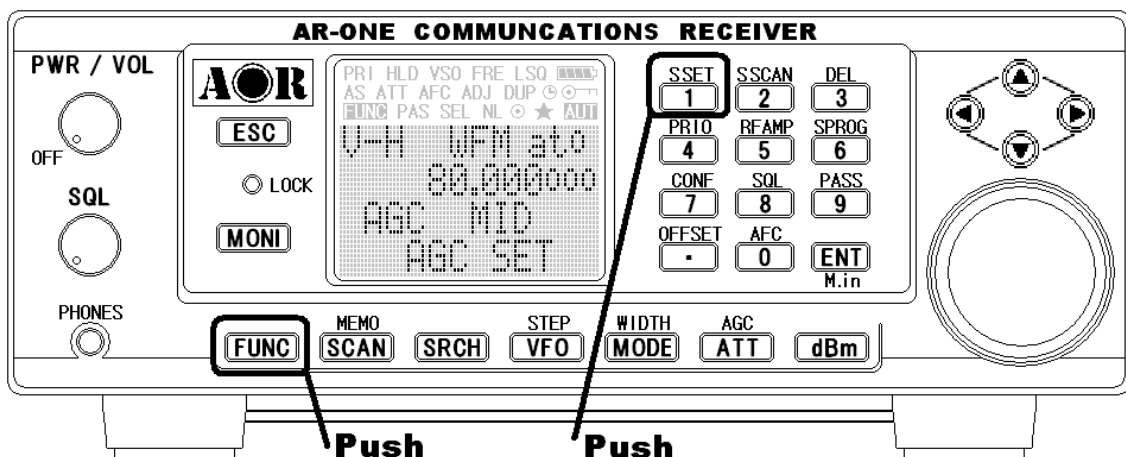 AR-ONE COMMUNCATIONS RECEIVER
PWR / VOL
OFF
SQL
PHONES
AOR
ESC
LOCK
MONI
PRI HLD VSO FRE LSQ
AS ATT AFC ADJ DUP
FUNC PAS SEL NL AUT
V-H WFM ato
80.000000
AGC MID
AGC SET
SSET SSCAN DEL
1 2 3
PRIO RFAMP SPROG
4 5 6
CONF SQL PASS
7 8 9
OFFSET AFC
. 0 ENT
M.in
MEMO STEP WIDTH AGC
FUNC SCAN SRCH VFO MODE ATT dBm
Push Push